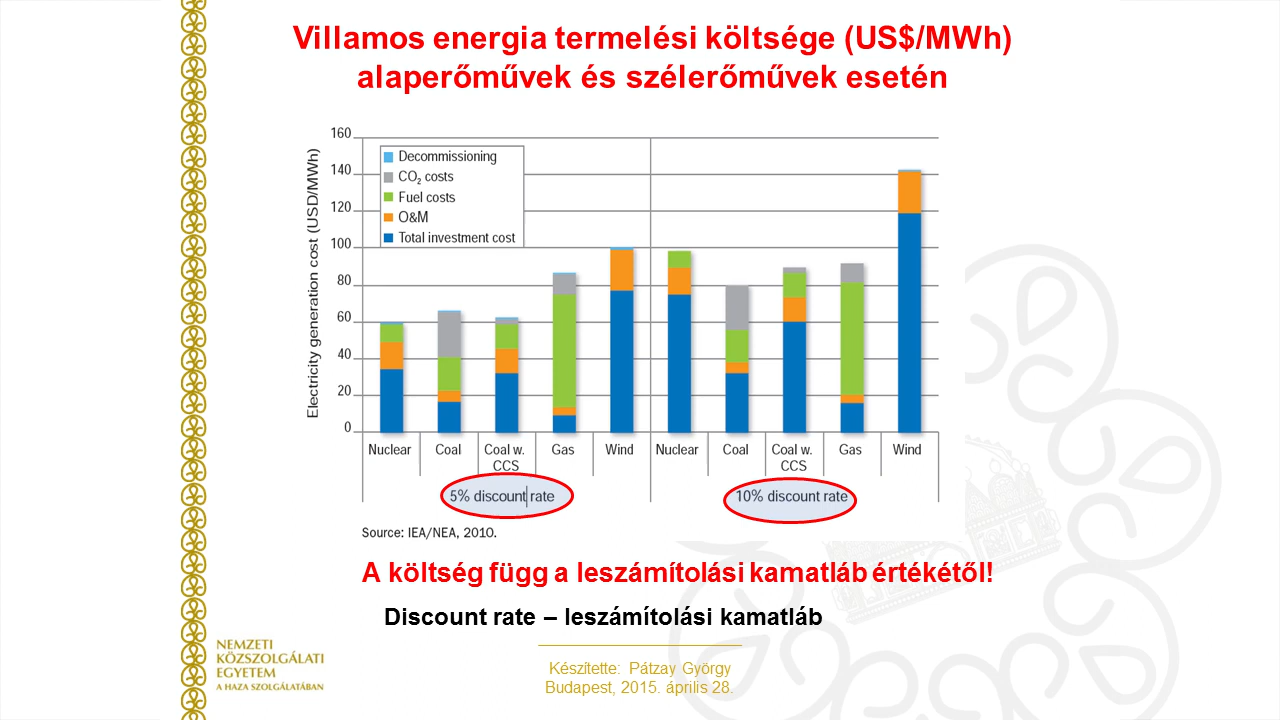 Villamos energia termelési költsége (US$/MWh)
alaperőművek és szélerőművek esetén
Electricity generation cost (USD/MWh)
160
140
120
100
80
60
40
20
0
Decommissioning
CO₂ costs
Fuel costs
O&M
Total investment cost
Nuclear Coal Coal w. CCS Gas Wind Nuclear Coal Coal w. CCS Gas Wind
5% discount rate 10% discount rate
Source: IEA/NEA, 2010.
A költség függ a leszámítolási kamatláb értékétől!
Discount rate – leszámítolási kamatláb
NEMZETI
KÖZSZOLGÁLATI
EGYETEM
A HAZA SZOLGÁLATÁBAN
Készítette: Pátzay György
Budapest, 2015. április 28.